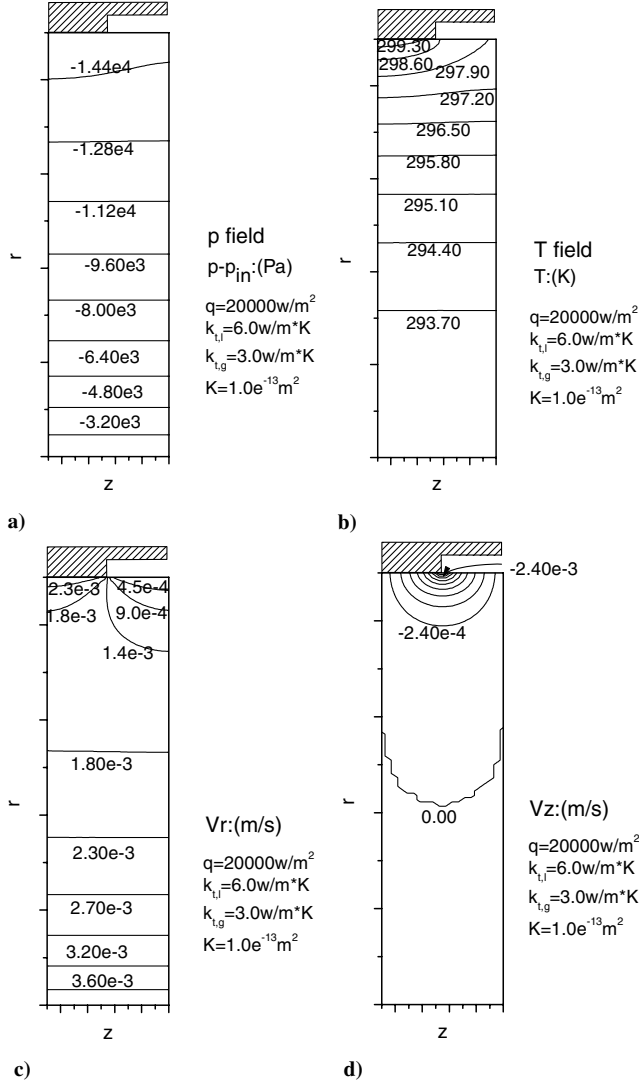 -1.44e4
-1.28e4
-1.12e4
-9.60e3
-8.00e3
-6.40e3
-4.80e3
-3.20e3
r
z
p field
p-p_in:(Pa)
q=20000w/m²
k_t,l=6.0w/m*K
k_t,g=3.0w/m*K
K=1.0e⁻¹³m²
a)
299.30
298.60
297.90
297.20
296.50
295.80
295.10
294.40
293.70
r
z
T field
T:(K)
q=20000w/m²
k_t,l=6.0w/m*K
k_t,g=3.0w/m*K
K=1.0e⁻¹³m²
b)
2.3e-3
4.5e-4
1.8e-3
9.0e-4
1.4e-3
1.80e-3
2.30e-3
2.70e-3
3.20e-3
3.60e-3
r
z
Vr:(m/s)
q=20000w/m²
k_t,l=6.0w/m*K
k_t,g=3.0w/m*K
K=1.0e⁻¹³m²
c)
-2.40e-3
-2.40e-4
0.00
r
z
Vz:(m/s)
q=20000w/m²
k_t,l=6.0w/m*K
k_t,g=3.0w/m*K
K=1.0e⁻¹³m²
d)